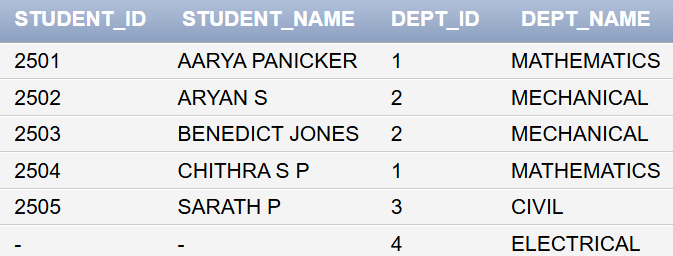 STUDENT_ID STUDENT_NAME DEPT_ID DEPT_NAME
2501 AARYA PANICKER 1 MATHEMATICS
2502 ARYAN S 2 MECHANICAL
2503 BENEDICT JONES 2 MECHANICAL
2504 CHITHRA S P 1 MATHEMATICS
2505 SARATH P 3 CIVIL
- - 4 ELECTRICAL